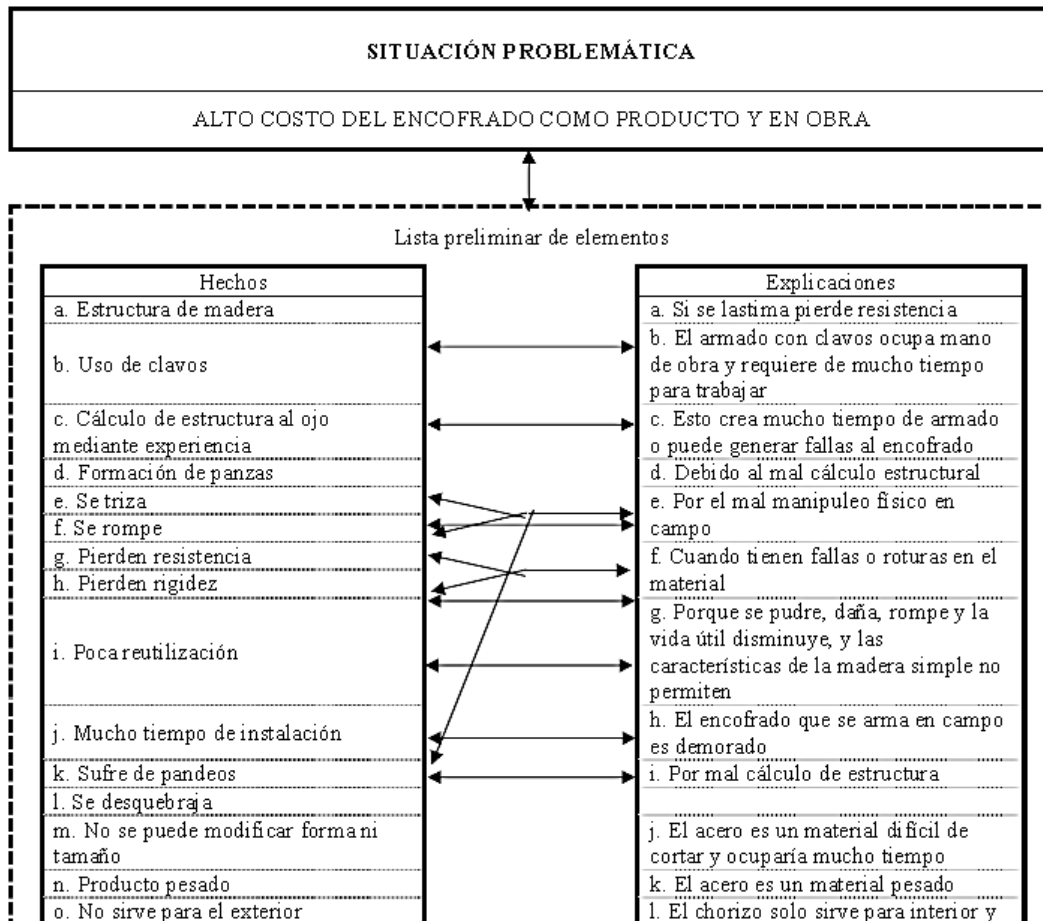 SITUACIÓN PROBLEMÁTICA
ALTO COSTO DEL ENCOFRADO COMO PRODUCTO Y EN OBRA
Lista preliminar de elementos
Hechos
a. Estructura de madera
b. Uso de clavos
c. Cálculo de estructura al ojo
mediante experiencia
d. Formación de panzas
e. Se triza
f. Se rompe
g. Pierden resistencia
h. Pierden rigidez
i. Poca reutilización
j. Mucho tiempo de instalación
k. Sufre de pandeos
l. Se desquebraja
m. No se puede modificar forma ni
tamaño
n. Producto pesado
o. No sirve para el exterior
Explicaciones
a. Si se lastima pierde resistencia
b. El armado con clavos ocupa mano
de obra y requiere de mucho tiempo
para trabajar
c. Esto crea mucho tiempo de armado
o puede generar fallas al encofrado
d. Debido al mal cálculo estructural
e. Por el mal manipuleo físico en
campo
f. Cuando tienen fallas o roturas en el
material
g. Porque se pudre, daña, rompe y la
vida útil disminuye, y las
características de la madera simple no
permiten
h. El encofrado que se arma en campo
es demorado
i. Por mal cálculo de estructura
j. El acero es un material difícil de
cortar y ocuparía mucho tiempo
k. El acero es un material pesado
l. El chorizo solo sirve para interior y